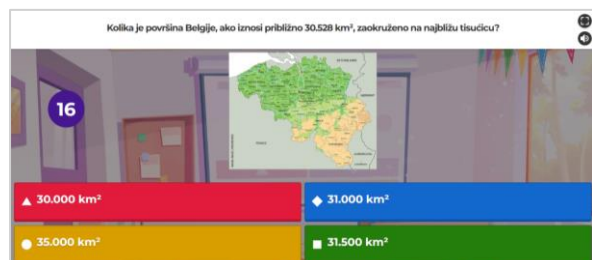 Kolika je površina Belgije, ako iznosi približno 30.528 km², zaokruženo na najbližu tisućicu?
16
30.000 km²
31.000 km²
35.000 km²
31.500 km²